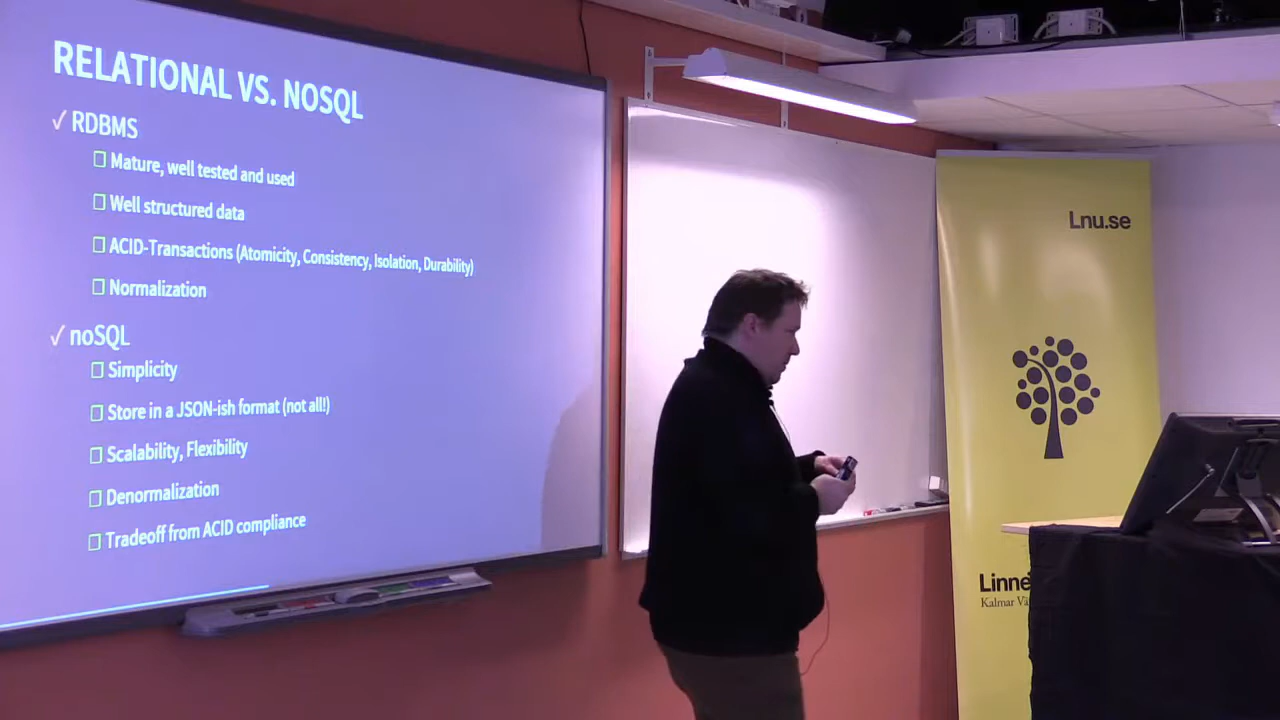 RELATIONAL VS. NOSQL
✓ RDBMS
Mature, well tested and used
Well structured data
ACID-Transactions (Atomicity, Consistency, Isolation, Durability)
Normalization
✓ noSQL
Simplicity
Store in a JSON-ish format (not all!)
Scalability, Flexibility
Denormalization
Tradeoff from ACID compliance
Lnu.se
Linne
Kalmar Vä